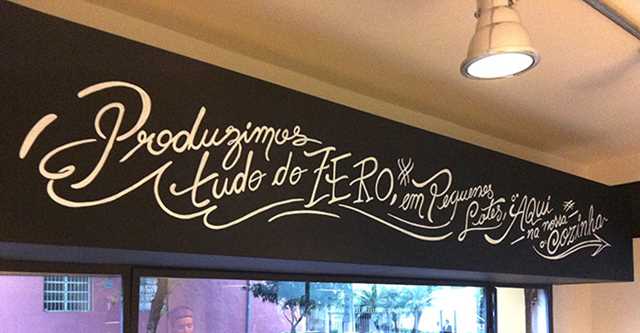 Produzimos
tudo do ZERO, em Pequenos
Lotes, Aqui
na nossa
Cozinha